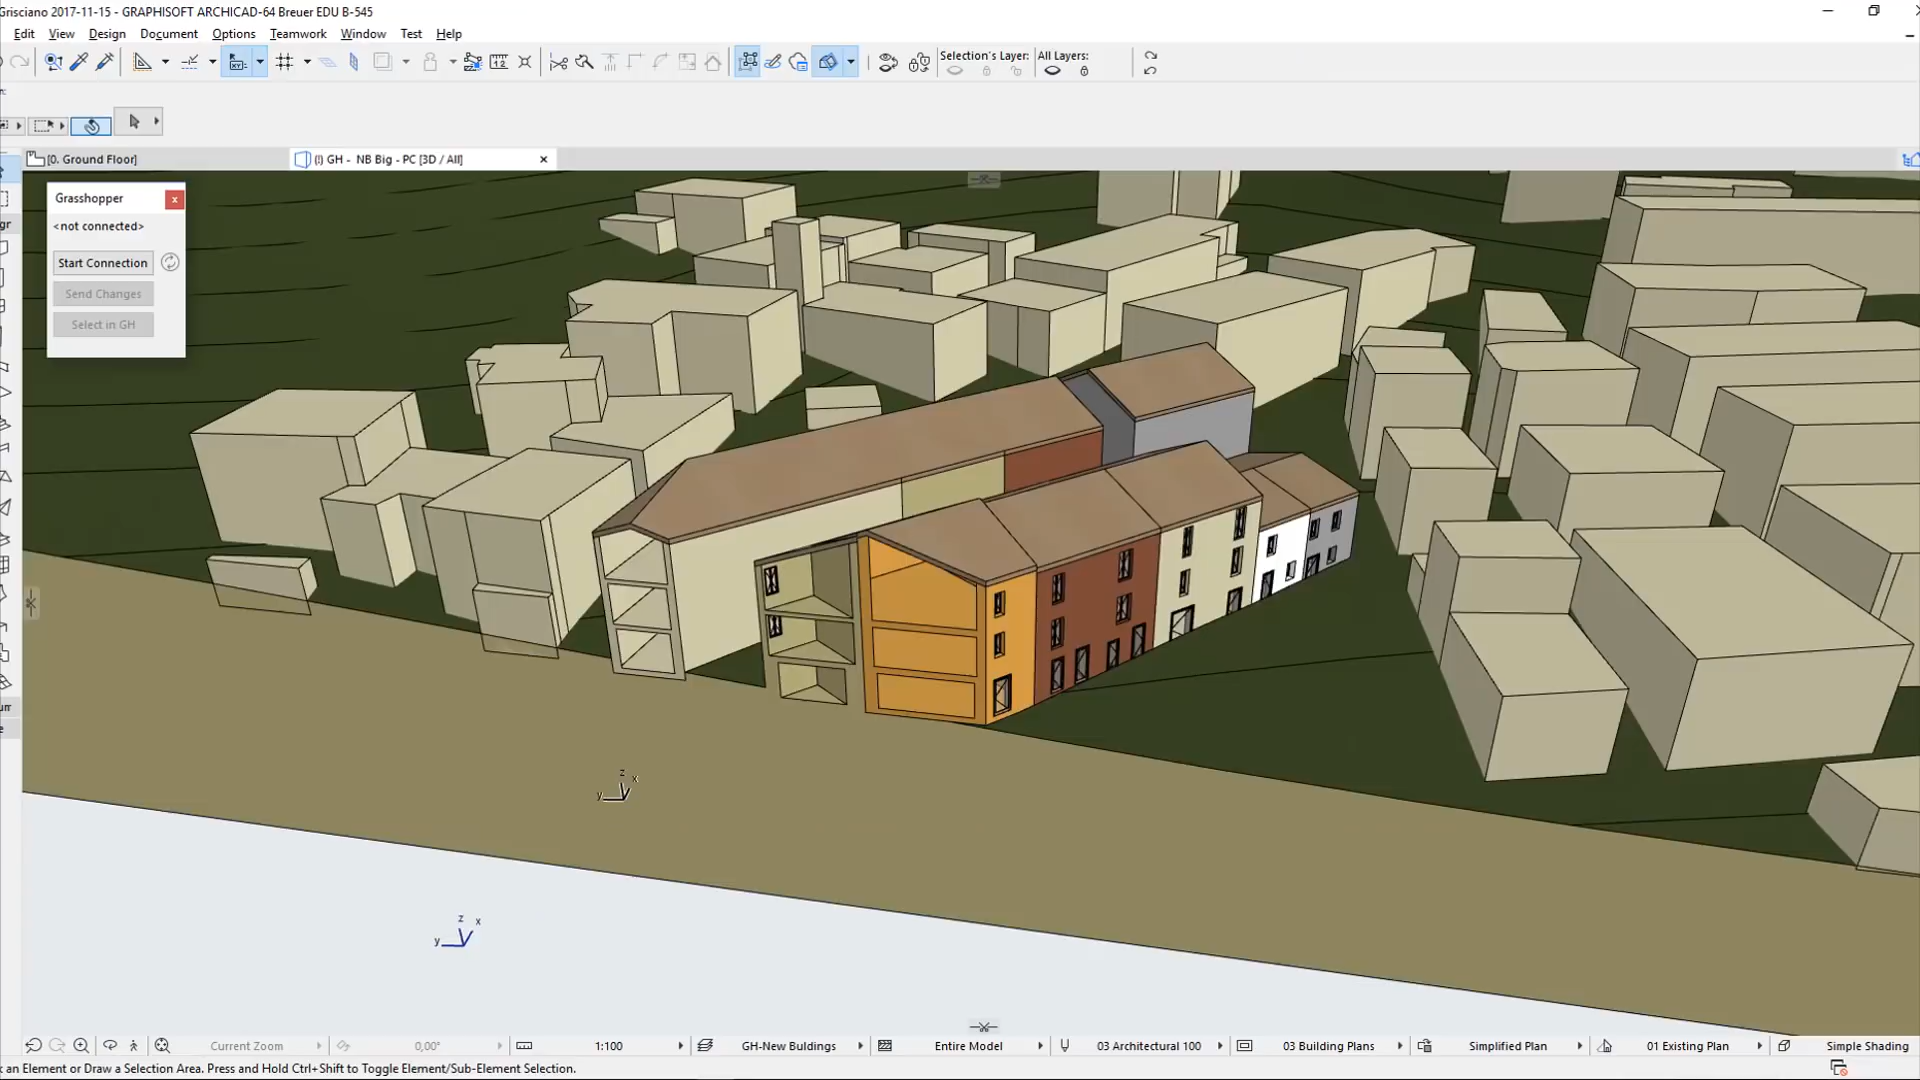 Grisciano 2017-11-15 - GRAPHISOFT ARCHICAD-64 Breuer EDU B-545
Edit View Design Document Options Teamwork Window Test Help
Selection's Layer:
All Layers:
n:
[0. Ground Floor]
(!) GH - NB Big - PC [3D / All]
Grasshopper
x
<not connected>
Start Connection
Send Changes
Select in GH
z
x
y
z
x
y
Current Zoom
0,00°
1:100
GH-New Buldings
Entire Model
03 Architectural 100
03 Building Plans
Simplified Plan
01 Existing Plan
Simple Shading
k an Element or Draw a Selection Area. Press and Hold Ctrl+Shift to Toggle Element/Sub-Element Selection.